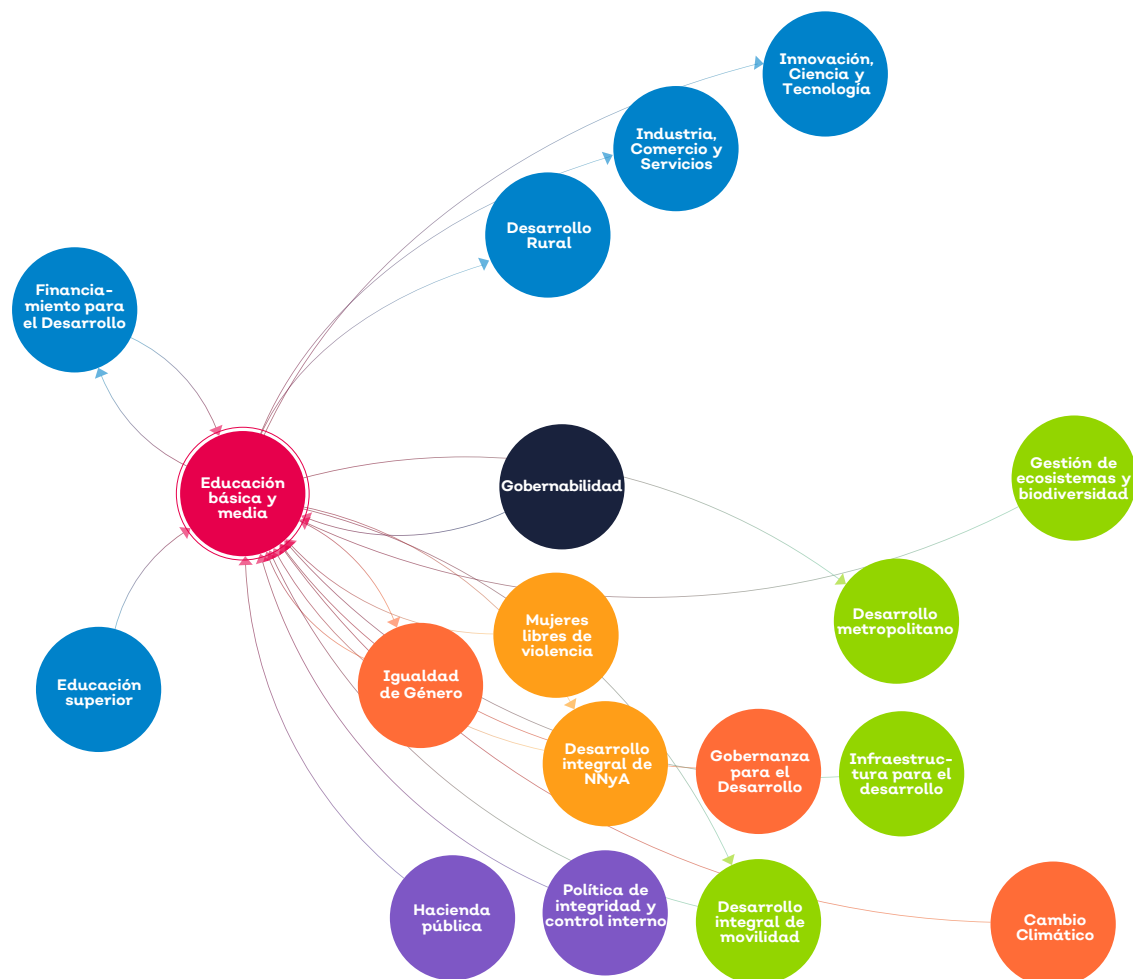 Innovación,
Ciencia y
Tecnología
Industria,
Comercio y
Servicios
Desarrollo
Rural
Financia-
miento para
el Desarrollo
Educación
básica y
media
Gobernabilidad
Gestión de
ecosistemas y
biodiversidad
Desarrollo
metropolitano
Mujeres
libres de
violencia
Igualdad
de Género
Educación
superior
Desarrollo
integral de
NNyA
Gobernanza
para el
Desarrollo
Infraestruc-
tura para el
desarrollo
Hacienda
pública
Política de
integridad y
control interno
Desarrollo
integral de
movilidad
Cambio
Climático